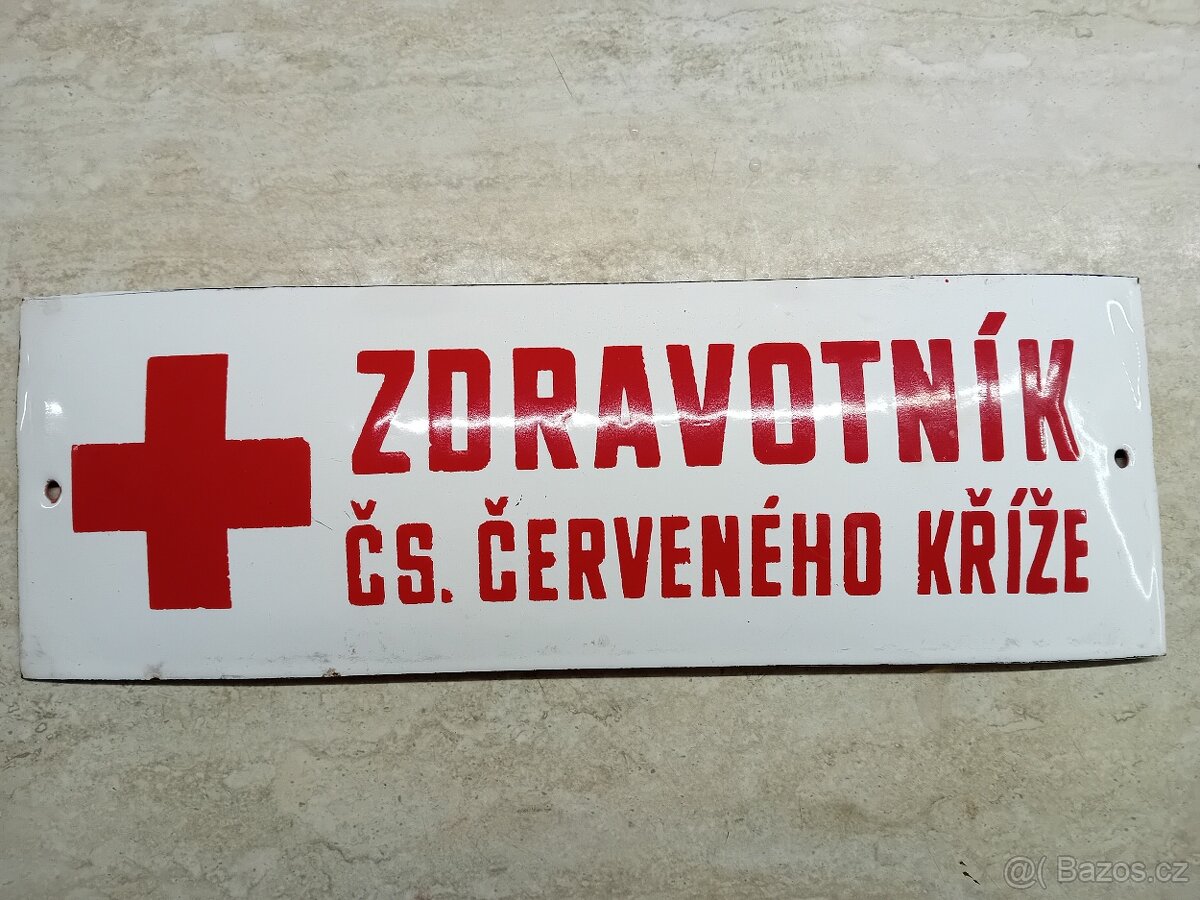 ZDRAVOTNÍK
ČS. ČERVENÉHO KŘÍŽE
@( Bazos.cz